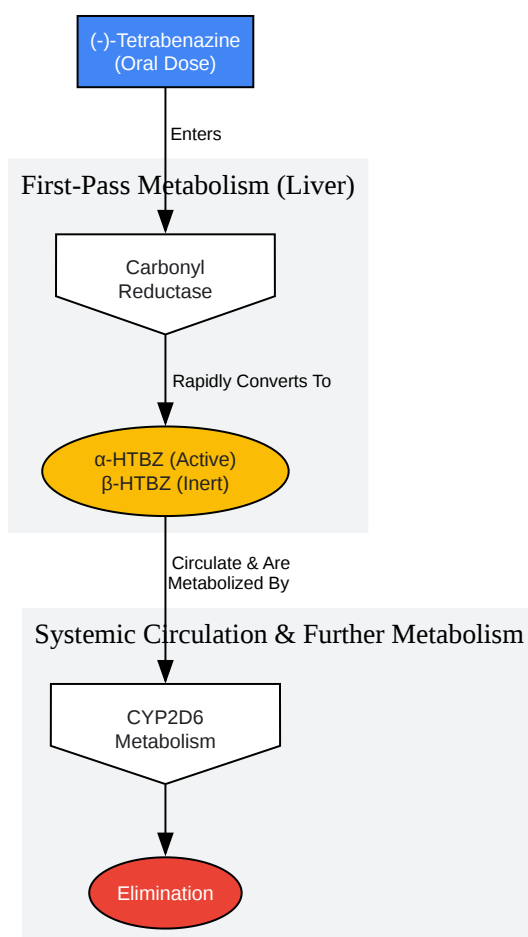 (-)-Tetrabenazine
(Oral Dose)
Enters
First-Pass Metabolism (Liver)
Carbonyl
Reductase
Rapidly Converts To
α-HTBZ (Active)
β-HTBZ (Inert)
Circulate & Are
Metabolized By
Systemic Circulation & Further Metabolism
CYP2D6
Metabolism
Elimination